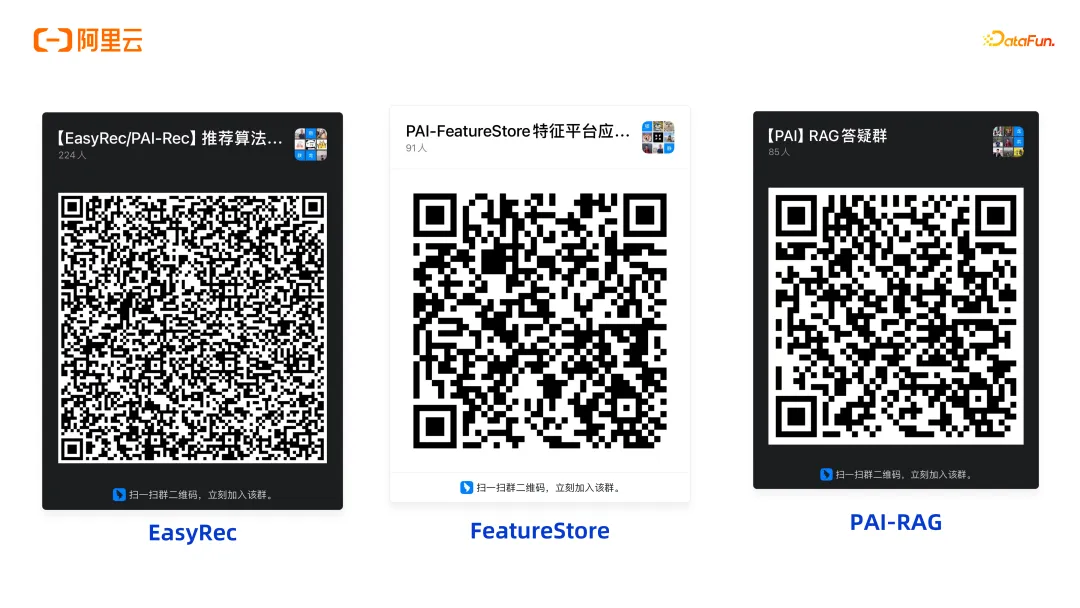 阿里云
DataFun.
【EasyRec/PAI-Rec】推荐算法...
224人
扫一扫群二维码，立刻加入该群。
EasyRec
PAI-FeatureStore特征平台应...
91人
扫一扫群二维码，立刻加入该群。
FeatureStore
【PAI】RAG答疑群
85人
扫一扫群二维码，立刻加入该群。
PAI-RAG